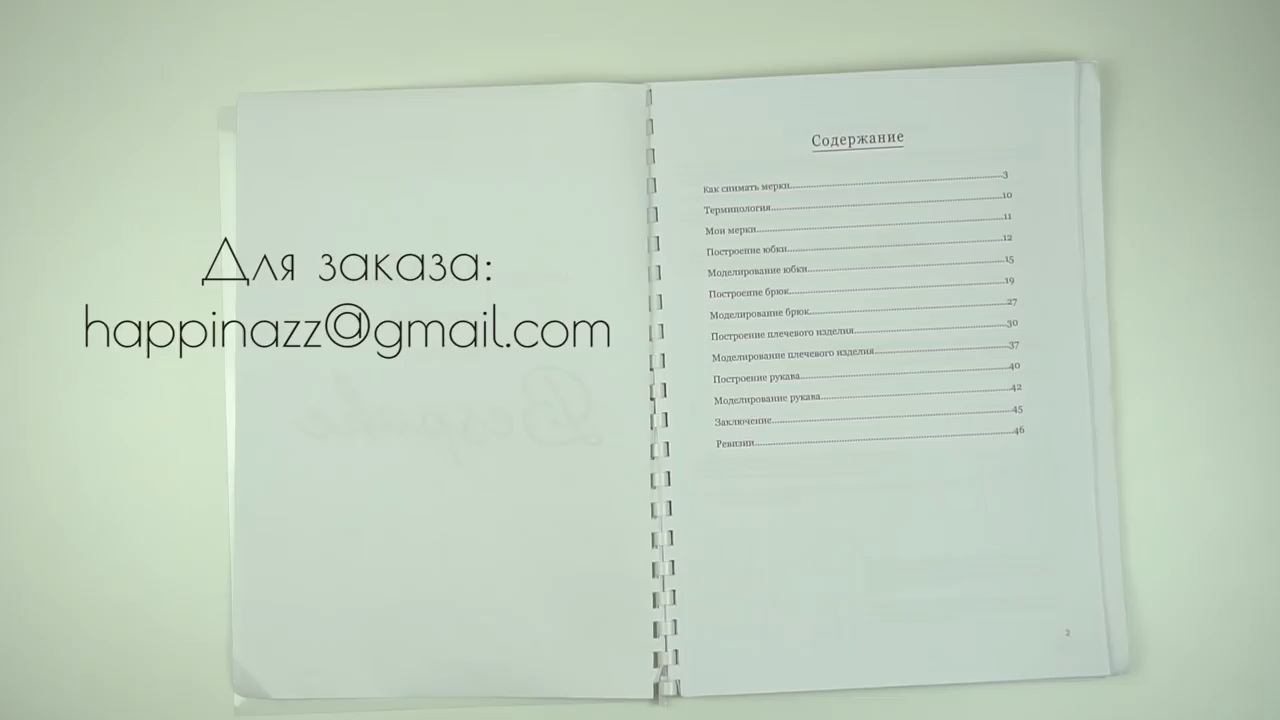 Для заказа:
happinazz@gmail.com
Содержание
Как снимать мерки........................................3
Терминология........................................10
Мои мерки........................................11
Построение юбки........................................12
Моделирование юбки........................................15
Построение брюк........................................19
Моделирование брюк........................................27
Построение плечевого изделия........................................30
Моделирование плечевого изделия........................................37
Построение рукава........................................40
Моделирование рукава........................................42
Заключение........................................45
Ревизии........................................46
2